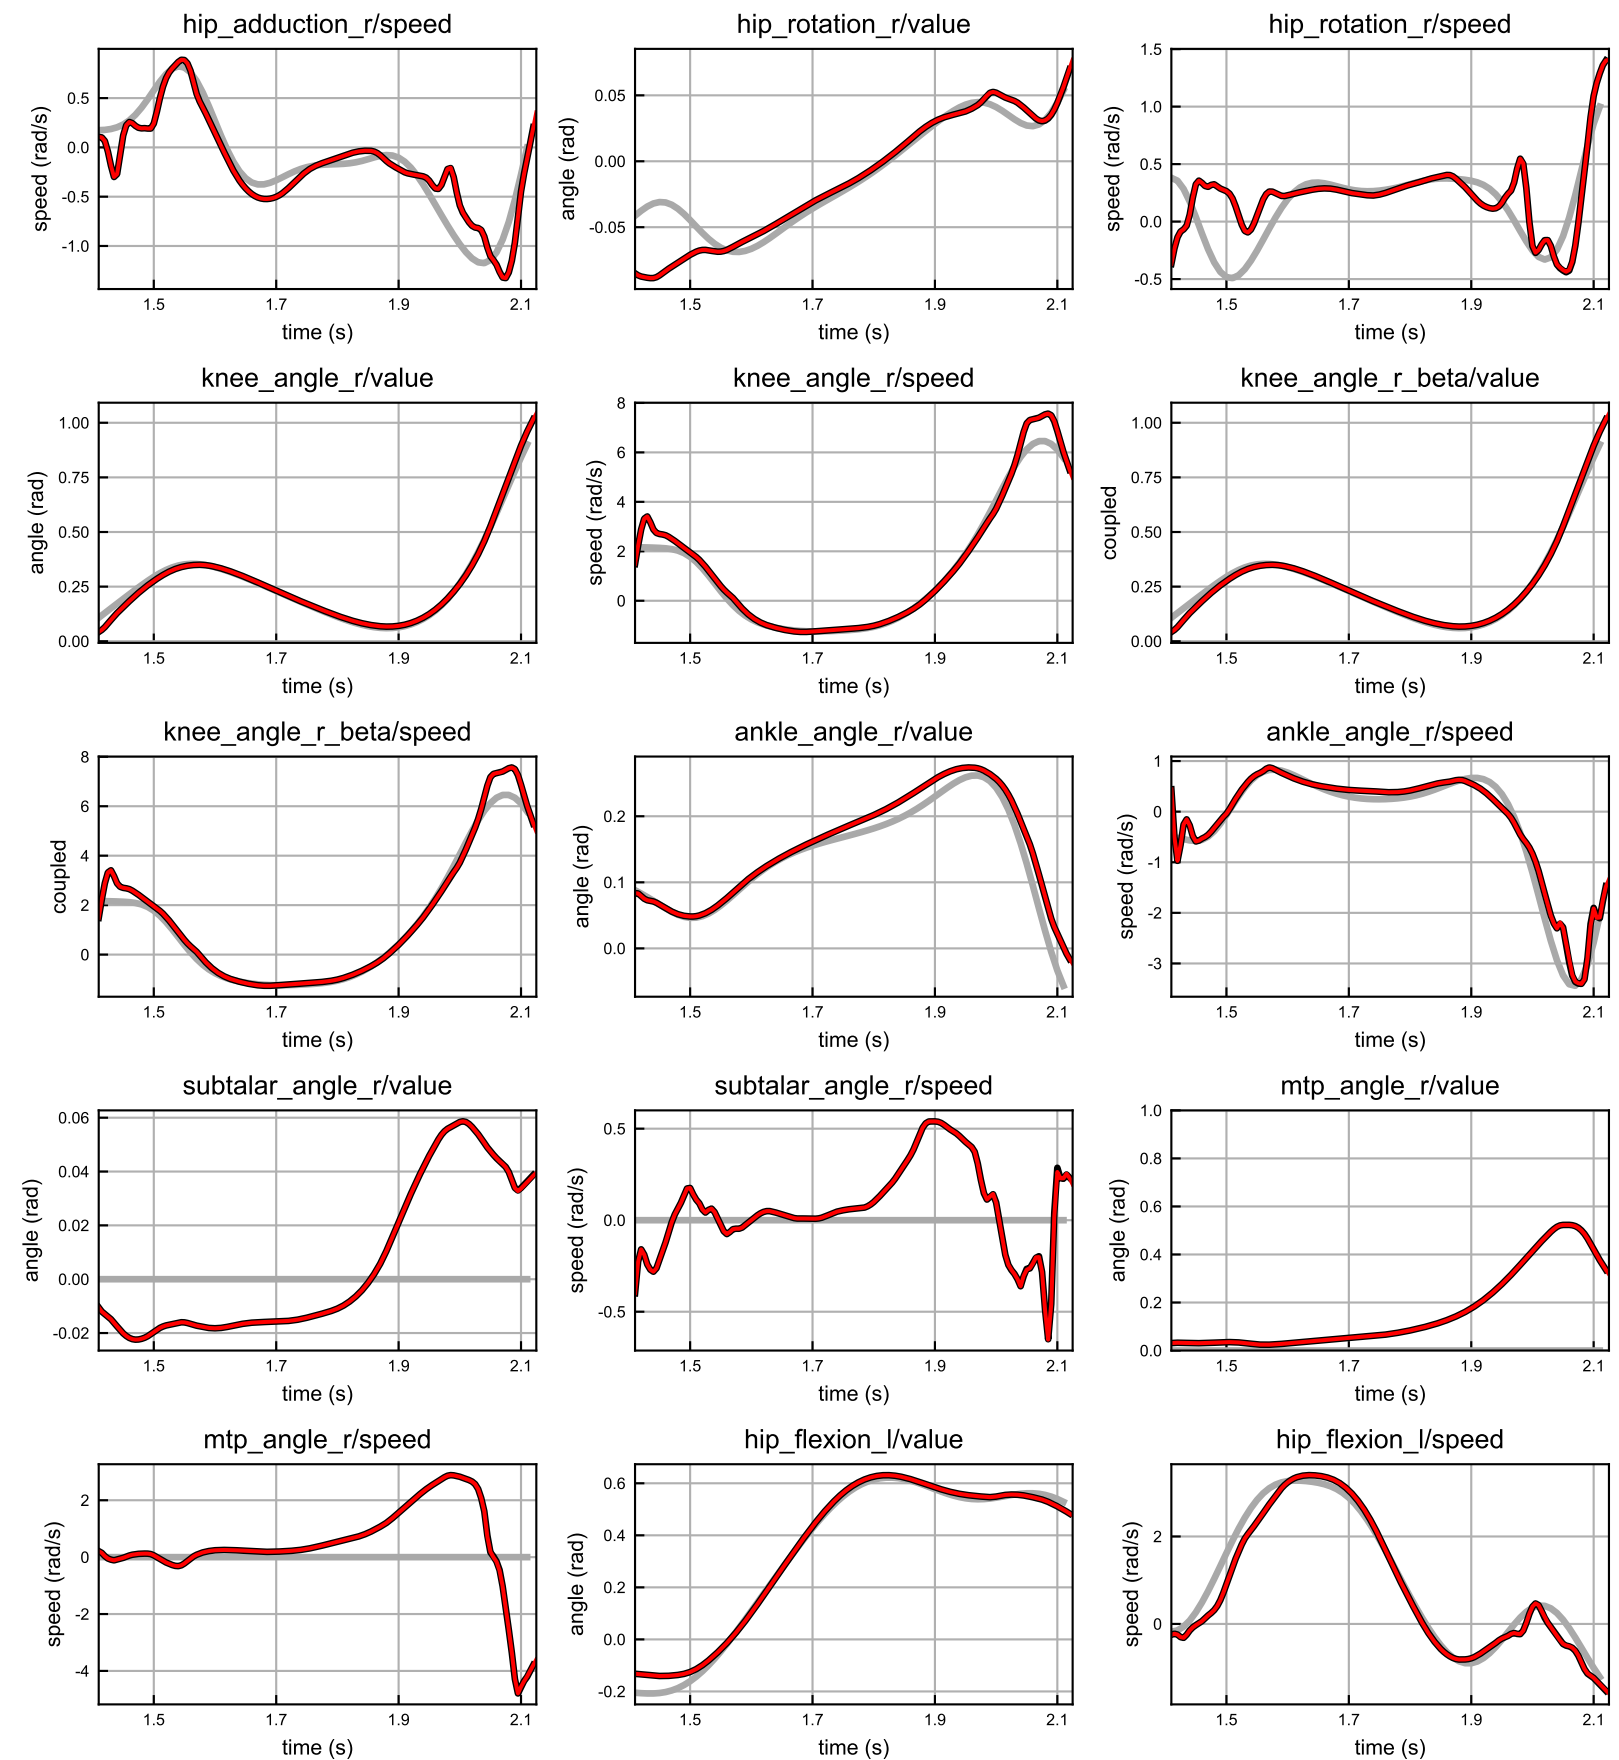 hip_adduction_r/speed hip_rotation_r/value hip_rotation_r/speed
speed (rad/s)
0.5
0.0
-0.5
-1.0
1.5 1.7 1.9 2.1
time (s)
angle (rad)
0.05
0.00
-0.05
1.5 1.7 1.9 2.1
time (s)
speed (rad/s)
1.5
1.0
0.5
0.0
-0.5
1.5 1.7 1.9 2.1
time (s)
knee_angle_r/value knee_angle_r/speed knee_angle_r_beta/value
angle (rad)
1.00
0.75
0.50
0.25
0.00
1.5 1.7 1.9 2.1
time (s)
speed (rad/s)
8
6
4
2
0
1.5 1.7 1.9 2.1
time (s)
coupled
1.00
0.75
0.50
0.25
0.00
1.5 1.7 1.9 2.1
time (s)
knee_angle_r_beta/speed ankle_angle_r/value ankle_angle_r/speed
coupled
8
6
4
2
0
1.5 1.7 1.9 2.1
time (s)
angle (rad)
0.2
0.1
0.0
1.5 1.7 1.9 2.1
time (s)
speed (rad/s)
1
0
-1
-2
-3
1.5 1.7 1.9 2.1
time (s)
subtalar_angle_r/value subtalar_angle_r/speed mtp_angle_r/value
angle (rad)
0.06
0.04
0.02
0.00
-0.02
1.5 1.7 1.9 2.1
time (s)
speed (rad/s)
0.5
0.0
-0.5
1.5 1.7 1.9 2.1
time (s)
angle (rad)
1.0
0.8
0.6
0.4
0.2
0.0
1.5 1.7 1.9 2.1
time (s)
mtp_angle_r/speed hip_flexion_l/value hip_flexion_l/speed
speed (rad/s)
2
0
-2
-4
1.5 1.7 1.9 2.1
time (s)
angle (rad)
0.6
0.4
0.2
0.0
-0.2
1.5 1.7 1.9 2.1
time (s)
speed (rad/s)
2
0
1.5 1.7 1.9 2.1
time (s)